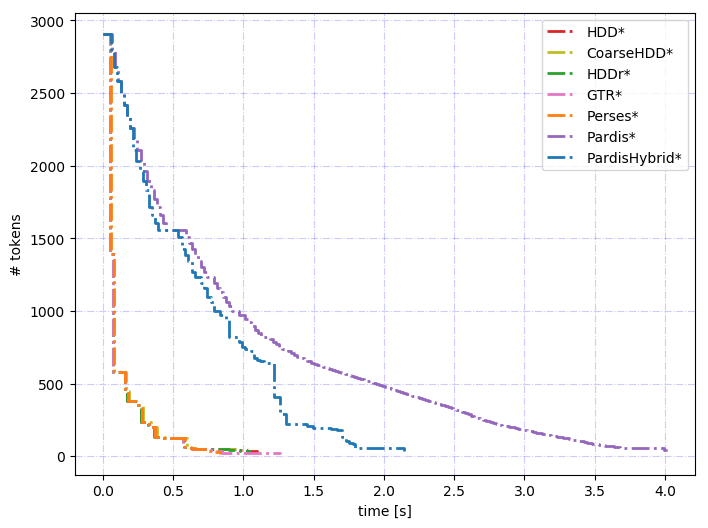 3000
2500
2000
1500
1000
500
0
# tokens
0.0 0.5 1.0 1.5 2.0 2.5 3.0 3.5 4.0
time [s]
HDD*
CoarseHDD*
HDDr*
GTR*
Perses*
Pardis*
PardisHybrid*